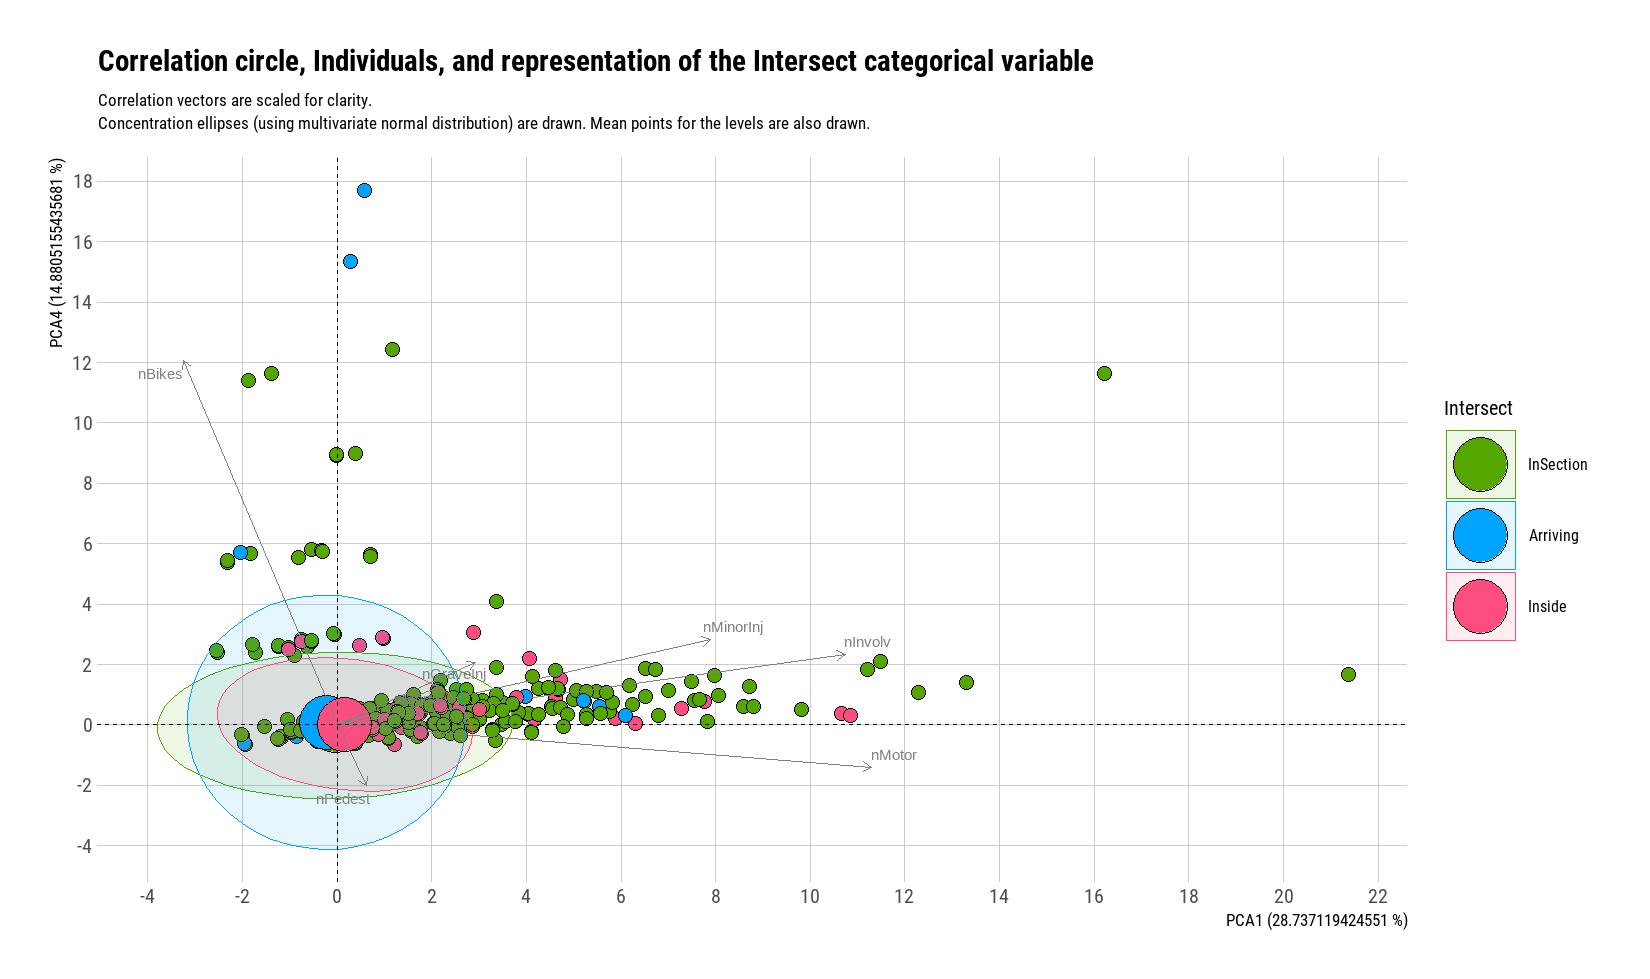 Correlation circle, Individuals, and representation of the Intersect categorical variable
Correlation vectors are scaled for clarity.
Concentration ellipses (using multivariate normal distribution) are drawn. Mean points for the levels are also drawn.
PCA4 (14.8805155435681 %)
18
16
14
12
10
8
6
4
2
0
-2
-4
nBikes
nMinorInj
nInvolv
nGraveInj
nMotor
nPedest
-4
-2
0
2
4
6
8
10
12
14
16
18
20
22
PCA1 (28.737119424551 %)
Intersect
InSection
Arriving
Inside